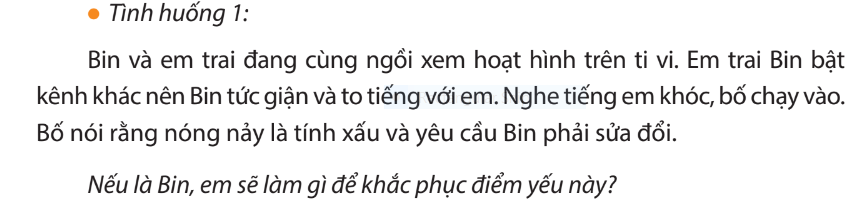 ● Tình huống 1:
Bin và em trai đang cùng ngồi xem hoạt hình trên ti vi. Em trai Bin bật
kênh khác nên Bin tức giận và to tiếng với em. Nghe tiếng em khóc, bố chạy vào.
Bố nói rằng nóng nảy là tính xấu và yêu cầu Bin phải sửa đổi.
Nếu là Bin, em sẽ làm gì để khắc phục điểm yếu này?